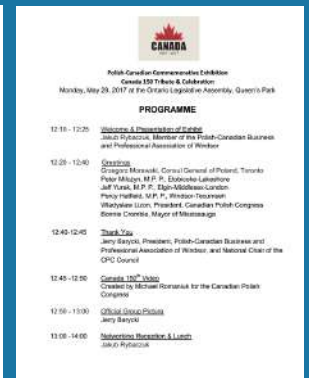 CANADA
Polish-Canadian Commemorative Exhibition
Canada 150 Tribute & Celebration
Monday, May 29, 2017 at the Ontario Legislative Assembly, Queen's Park
PROGRAMME
12:10 - 12:25 Welcome & Presentation of Exhibit
Jakub Rybaczuk, Member of the Polish-Canadian Business
and Professional Association of Windsor
12:20 - 12:40 Greetings
Grzegorz Morawski, Consul General of Poland, Toronto
Peter Milczyn, M.P.P., Etobicoke-Lakeshore
Jeff Yurek, M.P.P., Elgin-Middlesex-London
Percy Hatfield, M.P.P., Windsor-Tecumseh
Wladyslaw Lizon, President, Canadian Polish Congress
Bonnie Crombie, Mayor of Mississauga
12:40-12:45 Thank You
Jerry Barycki, President, Polish-Canadian Business and
Professional Association of Windsor, and National Chair of the
CPC Council
12:45 - 12:50 Canada 150th Video
Created by Michael Romaniuk for the Canadian Polish
Congress
12:50 - 13:00 Official Group Picture
Jerry Barycki
13:00 - 14:00 Networking Reception & Lunch
Jakub Rybaczuk